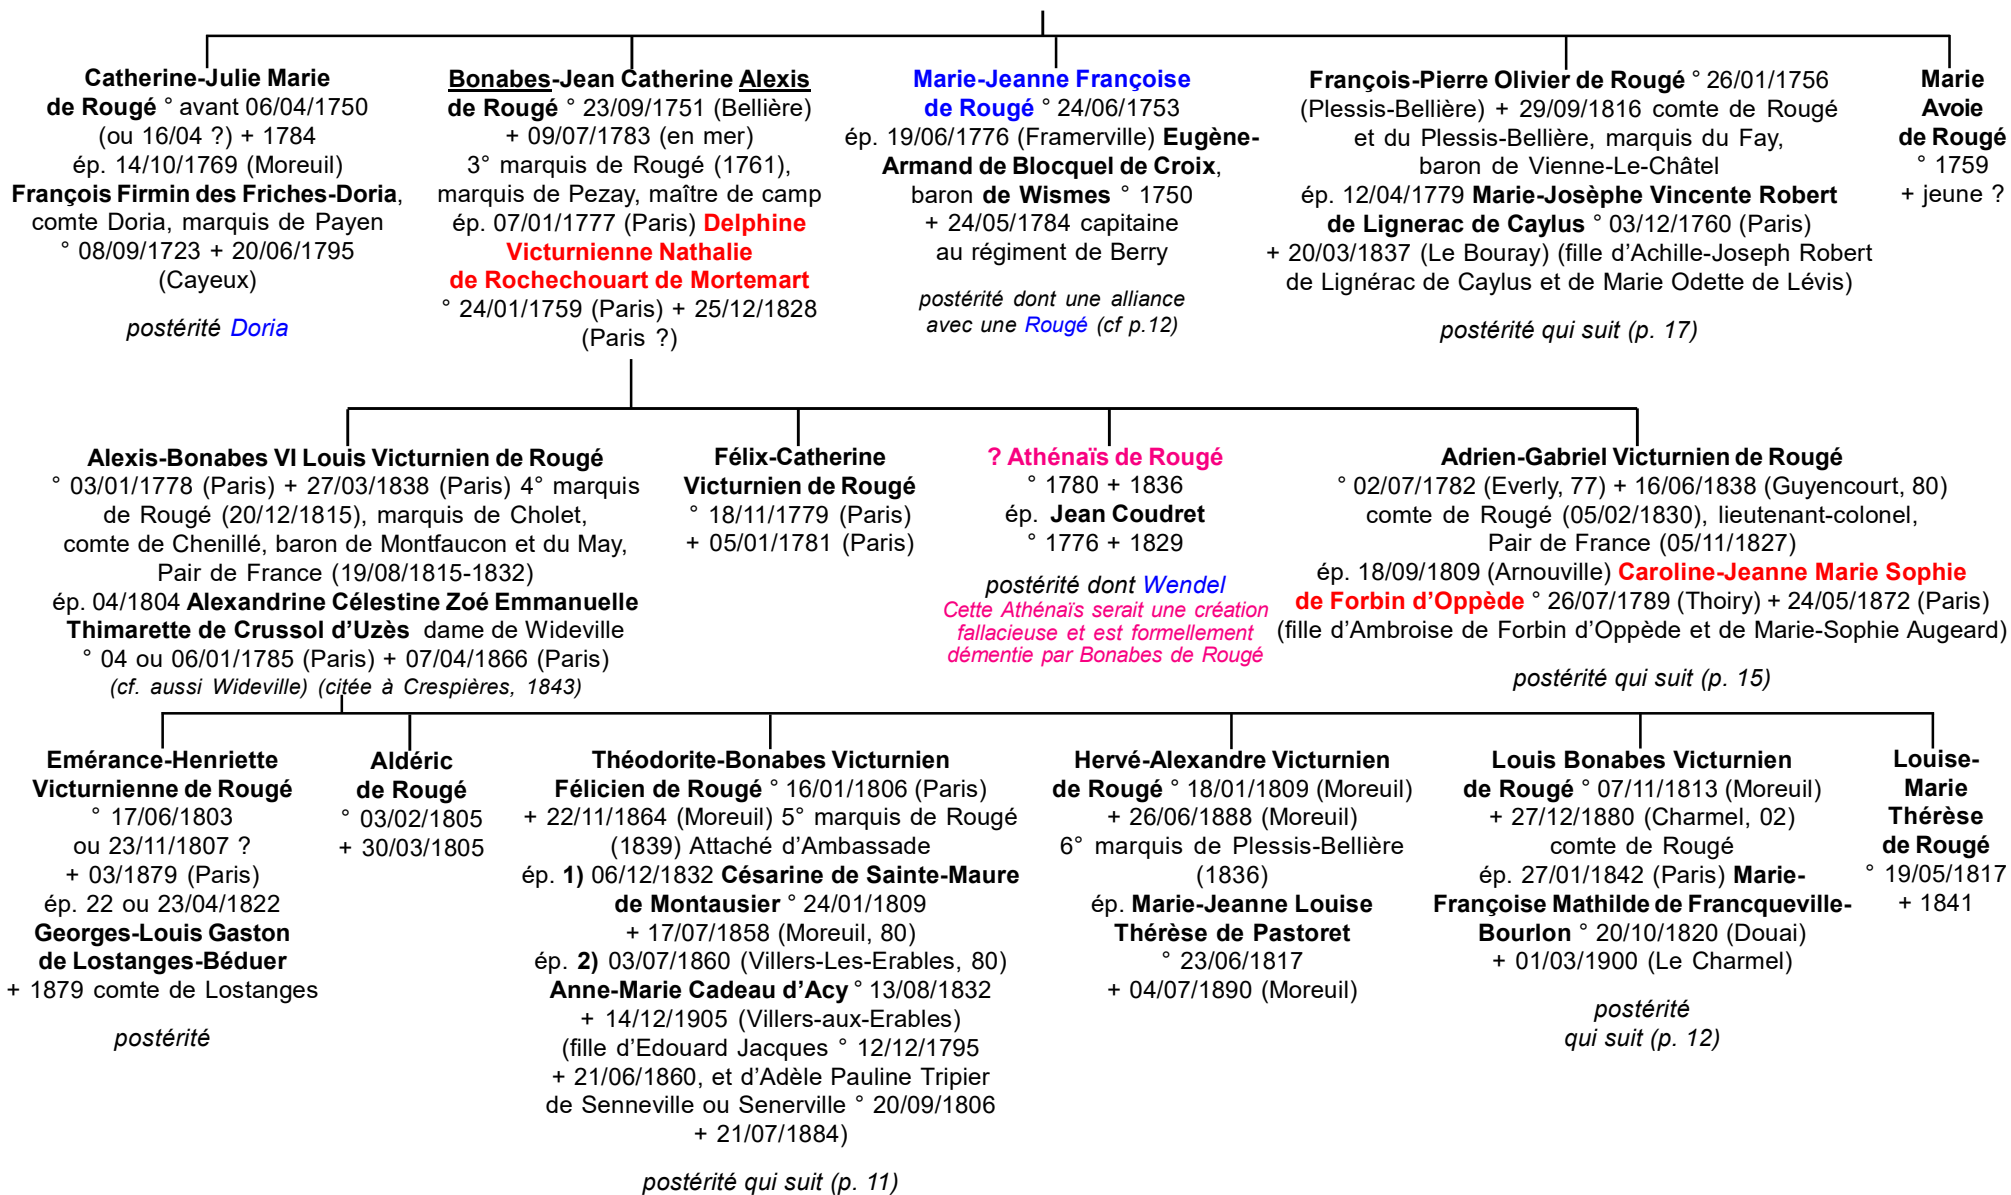 Catherine-Julie Marie
de Rougé ° avant 06/04/1750
(ou 16/04 ?) + 1784
ép. 14/10/1769 (Moreuil)
François Firmin des Friches-Doria,
comte Doria, marquis de Payen
° 08/09/1723 + 20/06/1795
(Cayeux)
postérité Doria
Bonabes-Jean Catherine Alexis
de Rougé ° 23/09/1751 (Bellière)
+ 09/07/1783 (en mer)
3° marquis de Rougé (1761),
marquis de Pezay, maître de camp
ép. 07/01/1777 (Paris) Delphine
Victurnienne Nathalie
de Rochechouart de Mortemart
° 24/01/1759 (Paris) + 25/12/1828
(Paris ?)
Marie-Jeanne Françoise
de Rougé ° 24/06/1753
ép. 19/06/1776 (Framerville) Eugène-
Armand de Blocquel de Croix,
baron de Wismes ° 1750
+ 24/05/1784 capitaine
au régiment de Berry
postérité dont une alliance
avec une Rougé (cf p.12)
François-Pierre Olivier de Rougé ° 26/01/1756
(Plessis-Bellière) + 29/09/1816 comte de Rougé
et du Plessis-Bellière, marquis du Fay,
baron de Vienne-Le-Châtel
ép. 12/04/1779 Marie-Josèphe Vincente Robert
de Lignerac de Caylus ° 03/12/1760 (Paris)
+ 20/03/1837 (Le Bouray) (fille d'Achille-Joseph Robert
de Lignérac de Caylus et de Marie Odette de Lévis)
postérité qui suit (p. 17)
Marie
Avoie
de Rougé
° 1759
+ jeune ?
Alexis-Bonabes VI Louis Victurnien de Rougé
° 03/01/1778 (Paris) + 27/03/1838 (Paris) 4° marquis
de Rougé (20/12/1815), marquis de Cholet,
comte de Chenillé, baron de Montfaucon et du May,
Pair de France (19/08/1815-1832)
ép. 04/1804 Alexandrine Célestine Zoé Emmanuelle
Thimarette de Crussol d'Uzès dame de Wideville
° 04 ou 06/01/1785 (Paris) + 07/04/1866 (Paris)
(cf. aussi Wideville) (citée à Crespières, 1843)
Félix-Catherine
Victurnien de Rougé
° 18/11/1779 (Paris)
+ 05/01/1781 (Paris)
? Athénaïs de Rougé
° 1780 + 1836
ép. Jean Coudret
° 1776 + 1829
postérité dont Wendel
Cette Athénaïs serait une création
fallacieuse et est formellement
démentie par Bonabes de Rougé
Adrien-Gabriel Victurnien de Rougé
° 02/07/1782 (Everly, 77) + 16/06/1838 (Guyencourt, 80)
comte de Rougé (05/02/1830), lieutenant-colonel,
Pair de France (05/11/1827)
ép. 18/09/1809 (Arnouville) Caroline-Jeanne Marie Sophie
de Forbin d'Oppède ° 26/07/1789 (Thoiry) + 24/05/1872 (Paris)
(fille d'Ambroise de Forbin d'Oppède et de Marie-Sophie Augeard)
postérité qui suit (p. 15)
Emérance-Henriette
Victurnienne de Rougé
° 17/06/1803
ou 23/11/1807 ?
+ 03/1879 (Paris)
ép. 22 ou 23/04/1822
Georges-Louis Gaston
de Lostanges-Béduer
+ 1879 comte de Lostanges
postérité
Aldéric
de Rougé
° 03/02/1805
+ 30/03/1805
Théodorite-Bonabes Victurnien
Félicien de Rougé ° 16/01/1806 (Paris)
+ 22/11/1864 (Moreuil) 5° marquis de Rougé
(1839) Attaché d'Ambassade
ép. 1) 06/12/1832 Césarine de Sainte-Maure
de Montausier ° 24/01/1809
+ 17/07/1858 (Moreuil, 80)
ép. 2) 03/07/1860 (Villers-Les-Erables, 80)
Anne-Marie Cadeau d'Acy ° 13/08/1832
+ 14/12/1905 (Villers-aux-Erables)
(fille d'Edouard Jacques ° 12/12/1795
+ 21/06/1860, et d'Adèle Pauline Tripier
de Senneville ou Senerville ° 20/09/1806
+ 21/07/1884)
postérité qui suit (p. 11)
Hervé-Alexandre Victurnien
de Rougé ° 18/01/1809 (Moreuil)
+ 26/06/1888 (Moreuil)
6° marquis de Plessis-Bellière
(1836)
ép. Marie-Jeanne Louise
Thérèse de Pastoret
° 23/06/1817
+ 04/07/1890 (Moreuil)
Louis Bonabes Victurnien
de Rougé ° 07/11/1813 (Moreuil)
+ 27/12/1880 (Charmel, 02)
comte de Rougé
ép. 27/01/1842 (Paris) Marie-
Françoise Mathilde de Francqueville-
Bourlon ° 20/10/1820 (Douai)
+ 01/03/1900 (Le Charmel)
postérité
qui suit (p. 12)
Louise-
Marie
Thérèse
de Rougé
° 19/05/1817
+ 1841